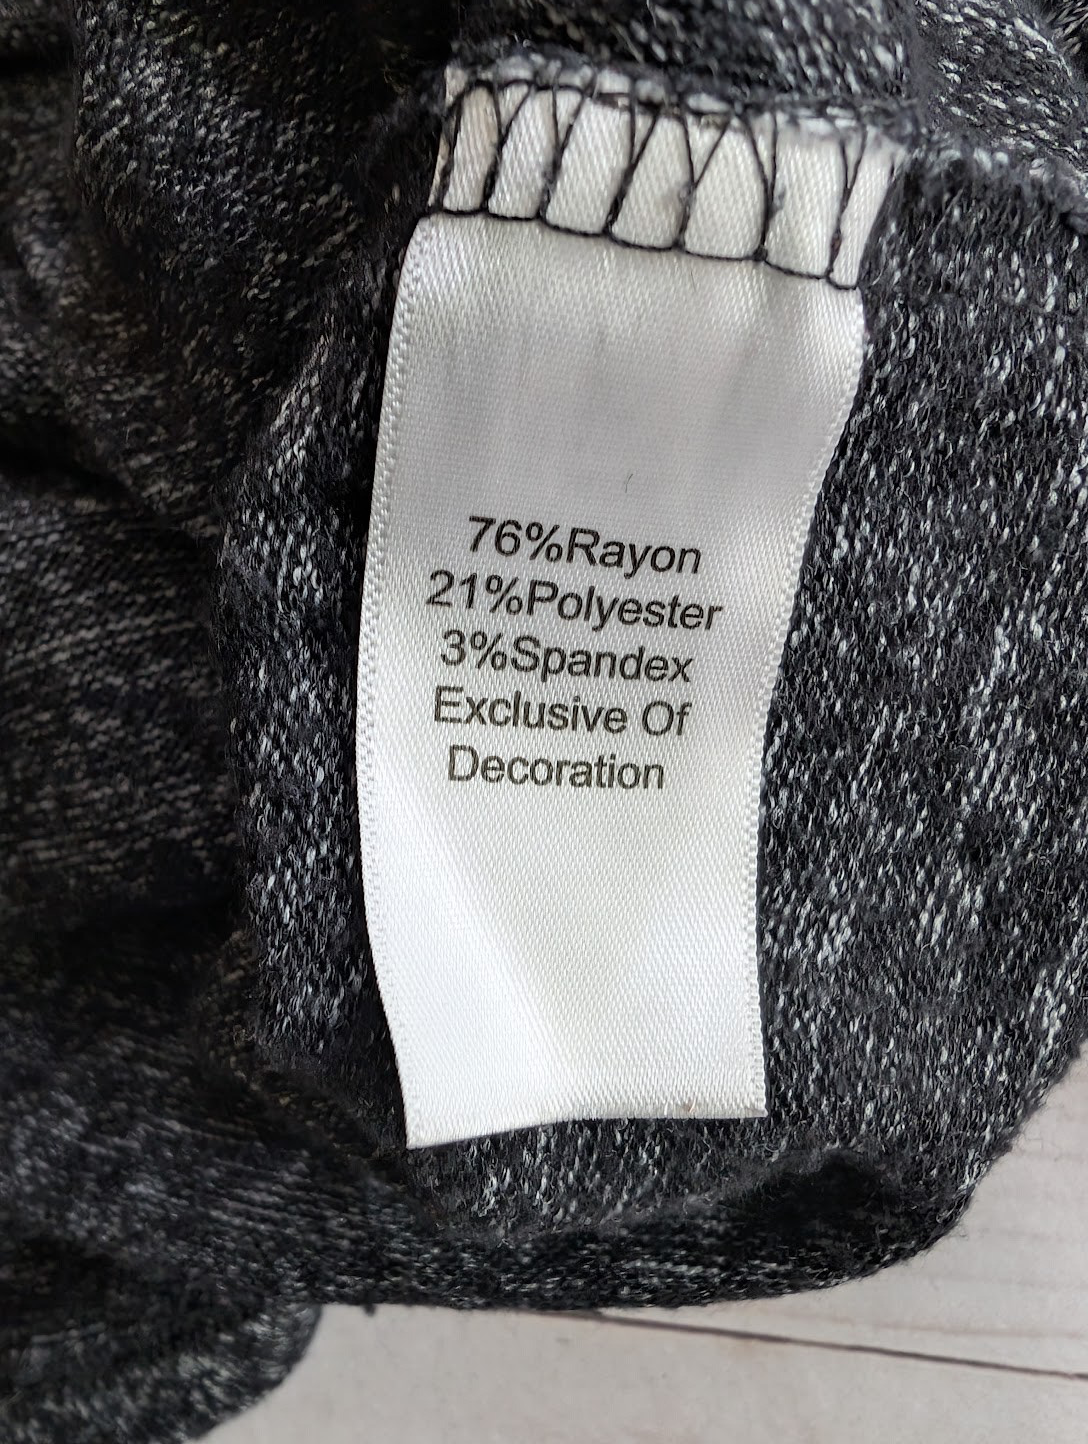 76%Rayon
21%Polyester
3%Spandex
Exclusive Of
Decoration